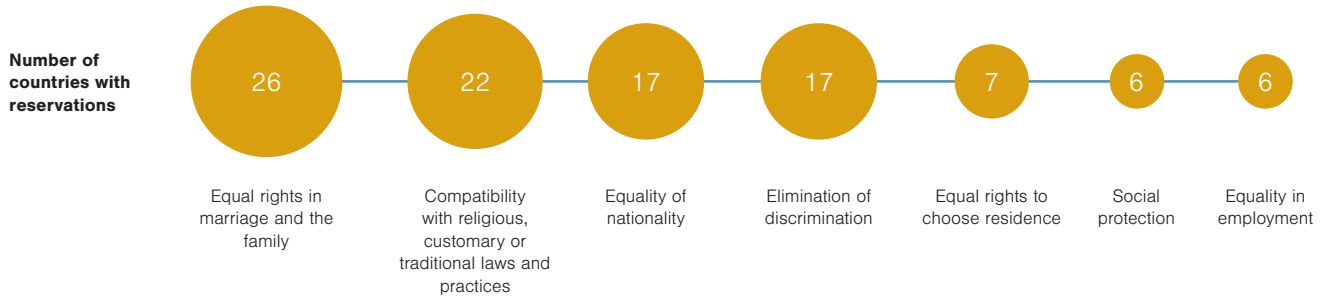 Number of
countries with
reservations
26
22
17
17
7
6
6
Equal rights in
marriage and the
family
Compatibility
with religious,
customary or
traditional laws and
practices
Equality of
nationality
Elimination of
discrimination
Equal rights to
choose residence
Social
protection
Equality in
employment